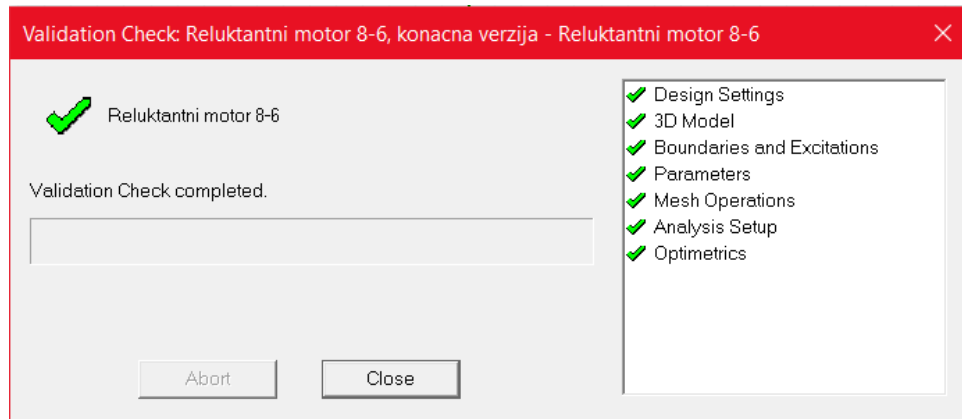 Validation Check: Reluktantni motor 8-6, konacna verzija - Reluktantni motor 8-6
Reluktantni motor 8-6
Validation Check completed.
Abort
Close
Design Settings
3D Model
Boundaries and Excitations
Parameters
Mesh Operations
Analysis Setup
Optimetrics